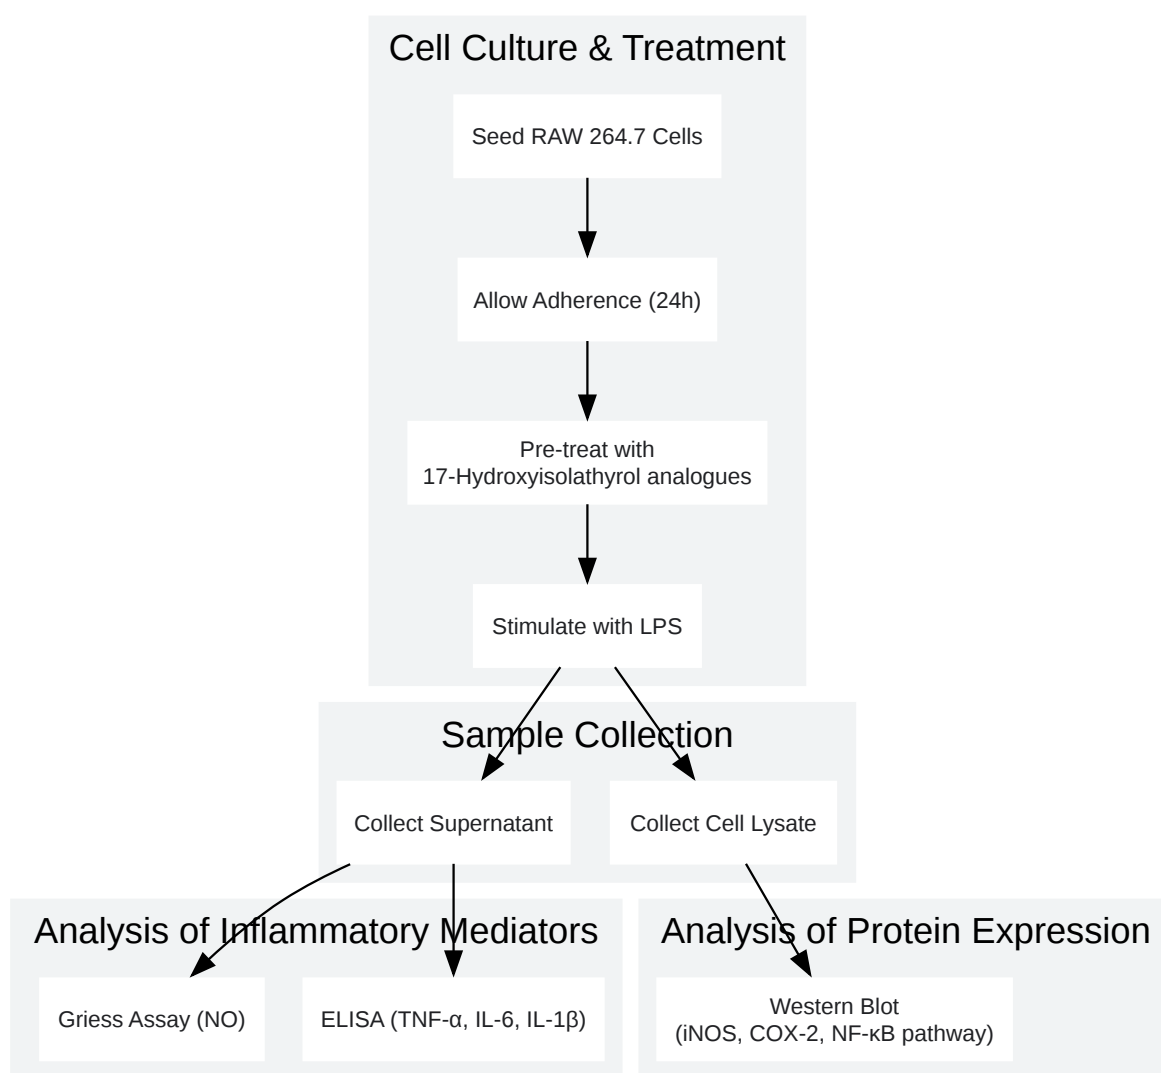 Cell Culture & Treatment
Seed RAW 264.7 Cells
Allow Adherence (24h)
Pre-treat with
17-Hydroxyisolathyrol analogues
Stimulate with LPS
Sample Collection
Collect Supernatant
Collect Cell Lysate
Analysis of Inflammatory Mediators
Griess Assay (NO)
ELISA (TNF-α, IL-6, IL-1β)
Analysis of Protein Expression
Western Blot
(iNOS, COX-2, NF-κB pathway)